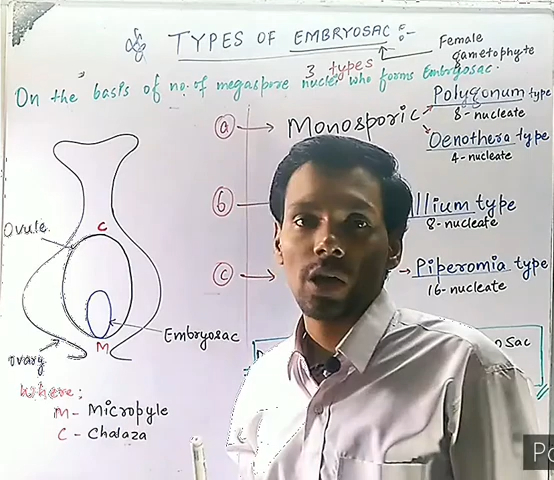 TYPES OF EMBRYOSAC :-
Female
gametophyte
3 types
On the basis of no. of megaspore nuclei who forms Embryosac.
a → Monosporic
Polygonum type
8- nucleate
Oenothera type
4- nucleate
b
llium type
8- nucleate
c →
→ Piperomia type
16- nucleate
Sac
Ovule
C
Embryosac
M
ovary
Where:
M- Micropyle
C- Chalaza
Po